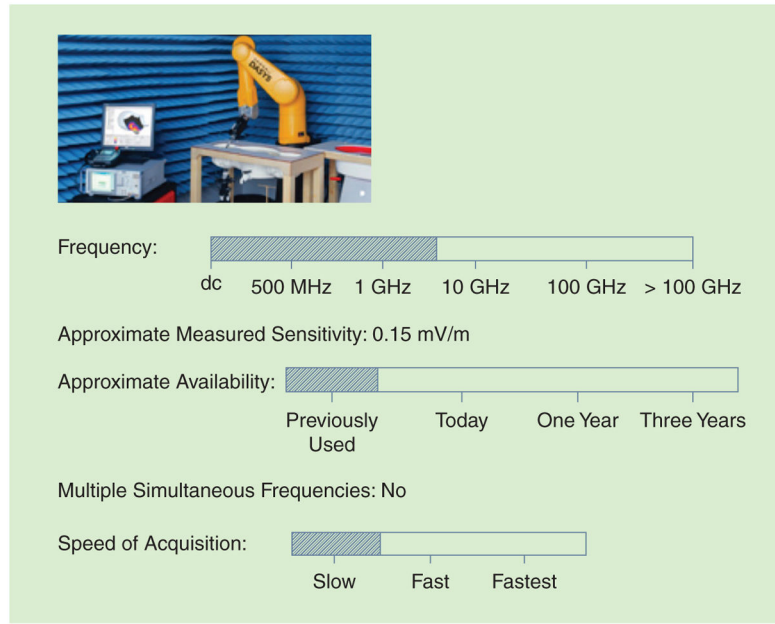 DASY5
Frequency:
dc 500 MHz 1 GHz 10 GHz 100 GHz > 100 GHz
Approximate Measured Sensitivity: 0.15 mV/m
Approximate Availability:
Previously Used Today One Year Three Years
Multiple Simultaneous Frequencies: No
Speed of Acquisition:
Slow Fast Fastest